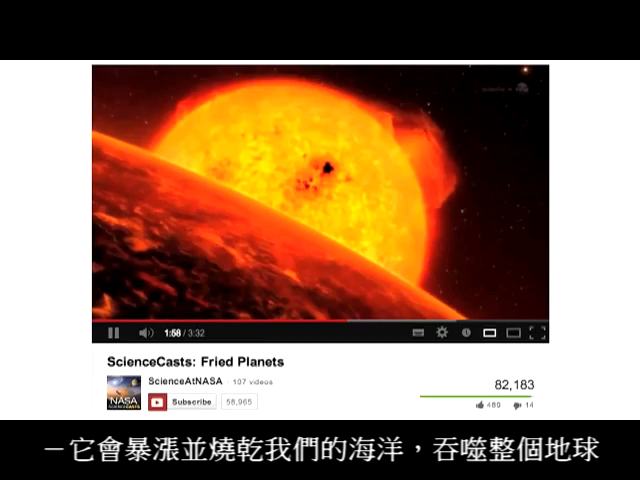 1:58 / 3:32
ScienceCasts: Fried Planets
ScienceAtNASA · 107 videos
NASA
Subscribe 58,965
82,183
480 14
－它會暴漲並燒乾我們的海洋，吞噬整個地球